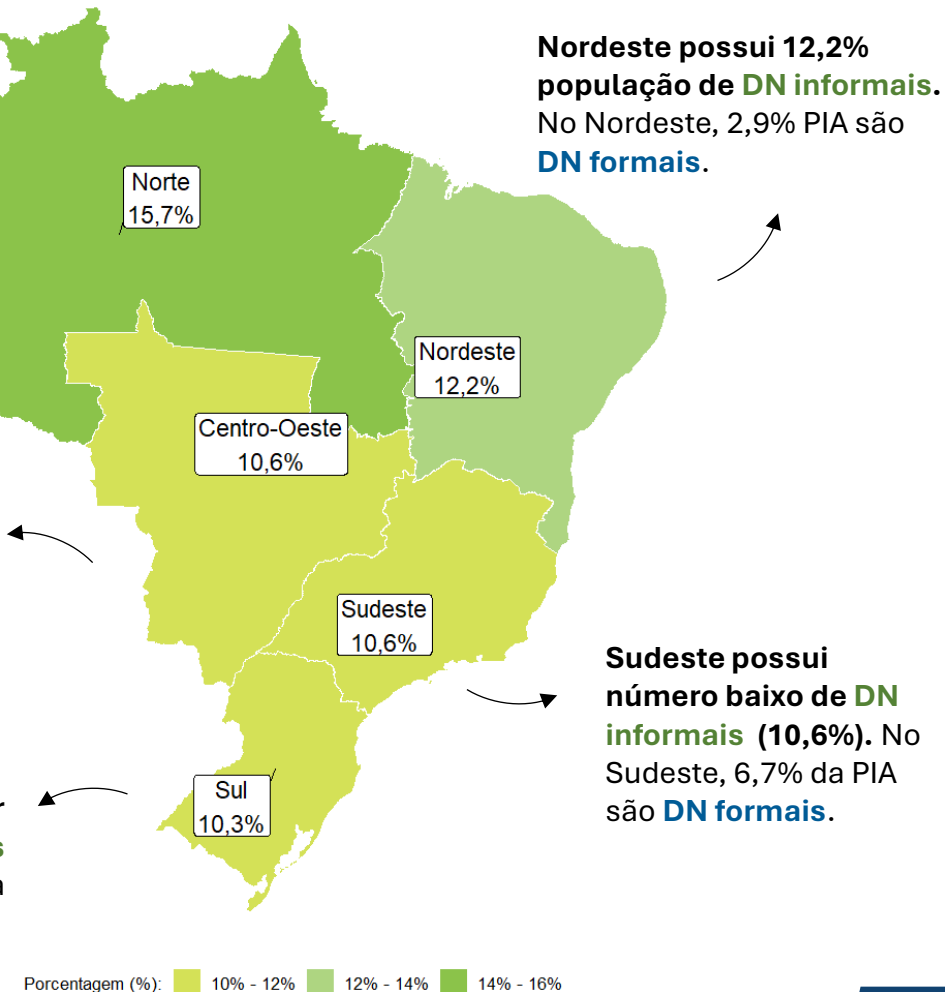 Nordeste possui 12,2%
população de DN informais.
No Nordeste, 2,9% PIA são
DN formais.
Norte
15,7%
Nordeste
12,2%
Centro-Oeste
10,6%
Sudeste
10,6%
Sudeste possui
número baixo de DN
informais (10,6%). No
Sudeste, 6,7% da PIA
são DN formais.
Sul
10,3%
Porcentagem (%): 10% - 12% 12% - 14% 14% - 16%